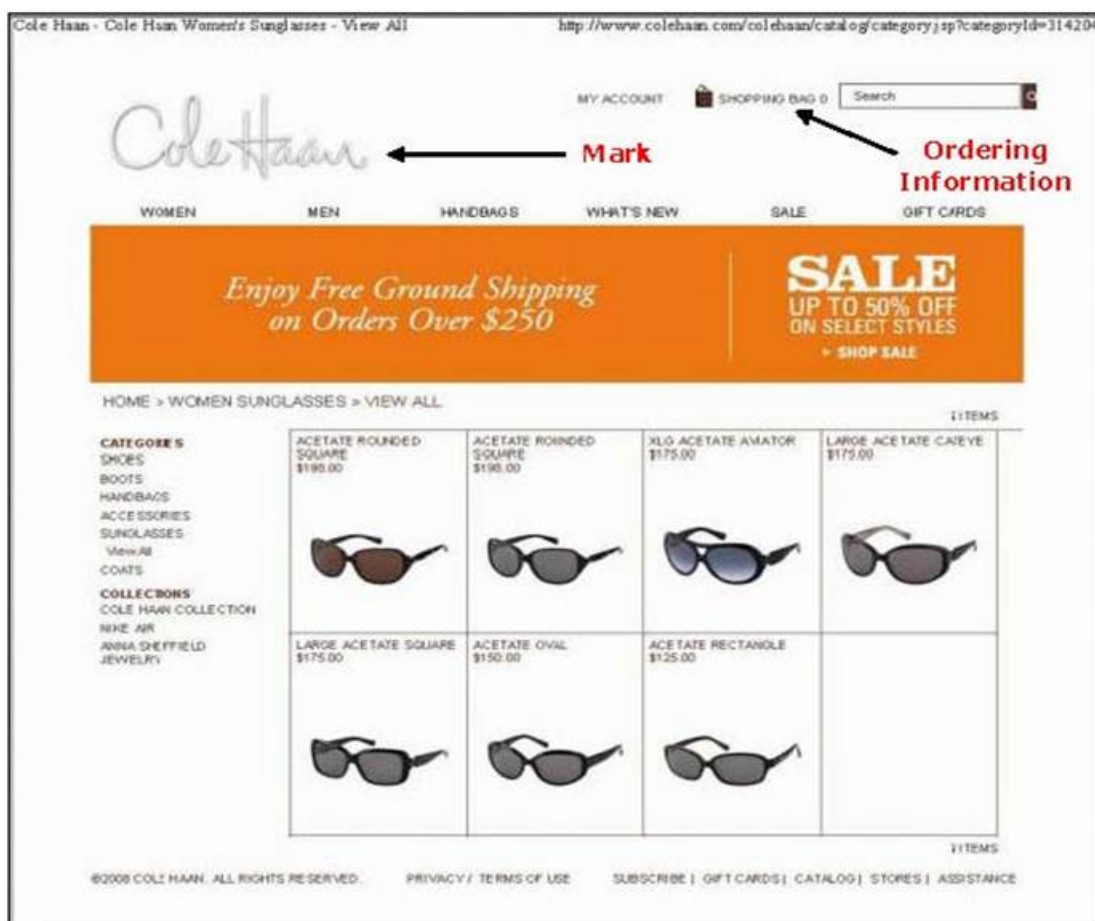 Cole Haan - Cole Haan Women's Sunglasses - View All
http://www.colehaan.com/colehaan/catalog/category.jsp?categoryId=314204
MY ACCOUNT
SHOPPING BAG 0
Search
Cole Haan
Mark
Ordering
Information
WOMEN
MEN
HANDBAGS
WHAT'S NEW
SALE
GIFT CARDS
Enjoy Free Ground Shipping
on Orders Over $250
SALE
UP TO 50% OFF
ON SELECT STYLES
> SHOP SALE
HOME > WOMEN SUNGLASSES > VIEW ALL
7 ITEMS
CATEGORIES
SHOES
BOOTS
HANDBAGS
ACCESSORIES
SUNGLASSES
View All
COATS
COLLECTIONS
COLE HAAN COLLECTION
NIKE AIR
ANNA SHEFFIELD
JEWELRY
ACETATE ROUNDED
SQUARE
$198.00
ACETATE ROUNDED
SQUARE
$198.00
XLG ACETATE AVIATOR
$175.00
LARGE ACETATE CATEYE
$175.00
LARGE ACETATE SQUARE
$175.00
ACETATE OVAL
$150.00
ACETATE RECTANGLE
$125.00
7 ITEMS
©2008 COLE HAAN. ALL RIGHTS RESERVED.
PRIVACY / TERMS OF USE
SUBSCRIBE | GIFT CARDS | CATALOG | STORES | ASSISTANCE